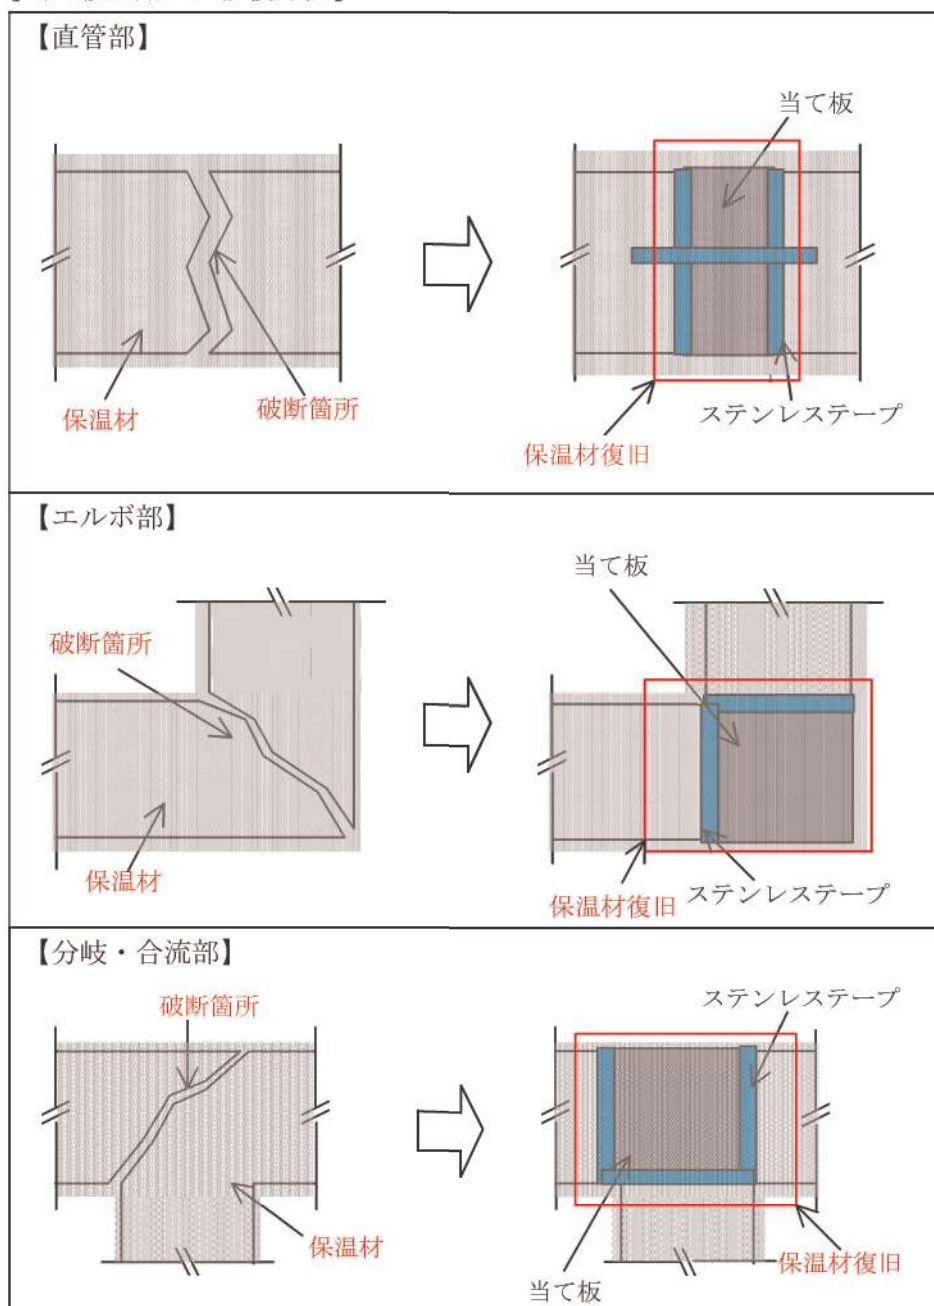 【直管部】
当て板
保温材
破断箇所
ステンレステープ
保温材復旧
【エルボ部】
当て板
破断箇所
保温材
ステンレステープ
保温材復旧
【分岐・合流部】
破断箇所
ステンレステープ
保温材
保温材復旧
当て板